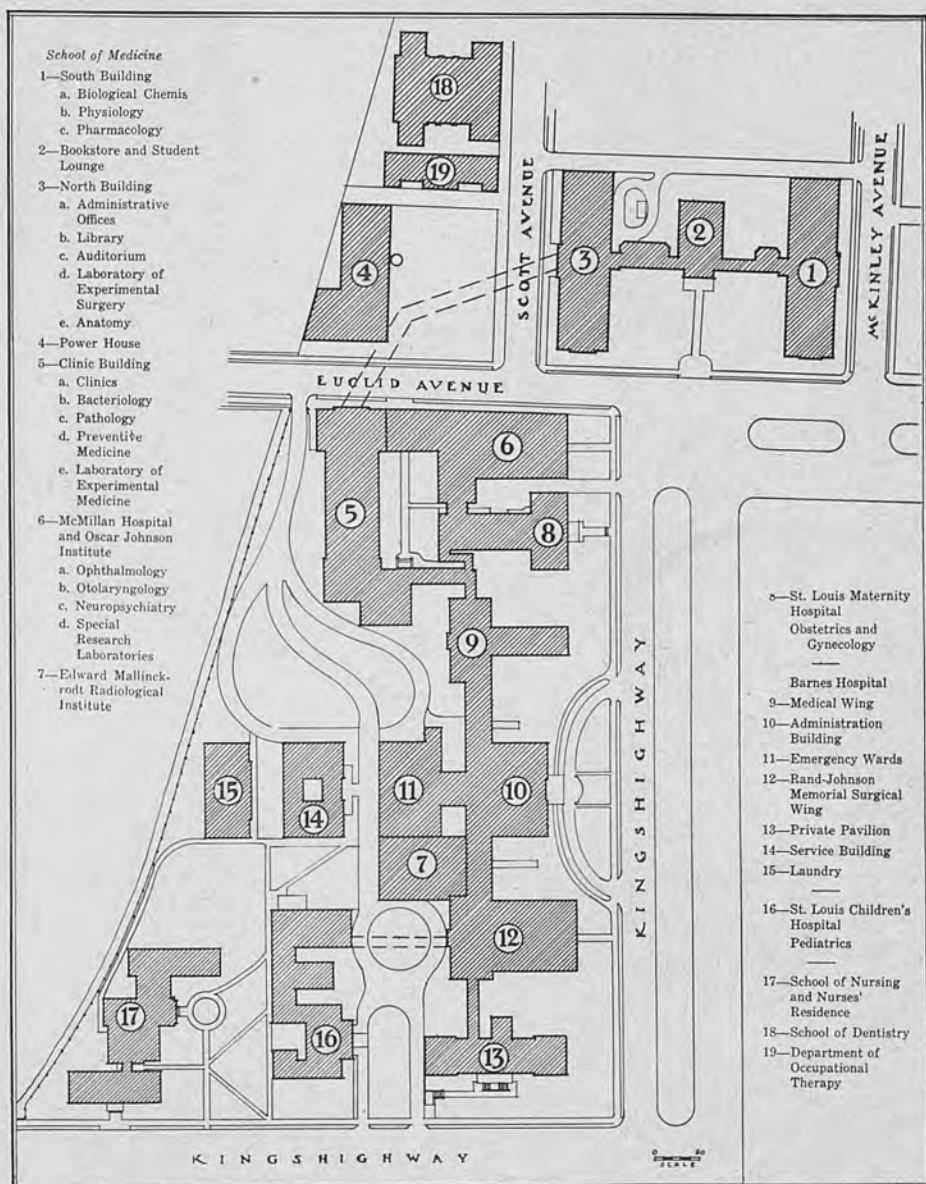 School of Medicine
1—South Building
a. Biological Chemis
b. Physiology
c. Pharmacology
2—Bookstore and Student
Lounge
3—North Building
a. Administrative
Offices
b. Library
c. Auditorium
d. Laboratory of
Experimental
Surgery
e. Anatomy
4—Power House
5—Clinic Building
a. Clinics
b. Bacteriology
c. Pathology
d. Preventive
Medicine
e. Laboratory of
Experimental
Medicine
6—McMillan Hospital
and Oscar Johnson
Institute
a. Ophthalmology
b. Otolaryngology
c. Neuropsychiatry
d. Special
Research
Laboratories
7—Edward Mallinck-
rodt Radiological
Institute
18
19
4
SCOTT AVENUE
3
2
1
McKINLEY AVENUE
EUCLID AVENUE
6
5
8
9
15
14
11
10
7
12
17
16
13
KINGSHIGHWAY
KINGSHIGHWAY
0 50
SCALE
8—St. Louis Maternity
Hospital
Obstetrics and
Gynecology
Barnes Hospital
9—Medical Wing
10—Administration
Building
11—Emergency Wards
12—Rand-Johnson
Memorial Surgical
Wing
13—Private Pavilion
14—Service Building
15—Laundry
16—St. Louis Children's
Hospital
Pediatrics
17—School of Nursing
and Nurses'
Residence
18—School of Dentistry
19—Department of
Occupational
Therapy